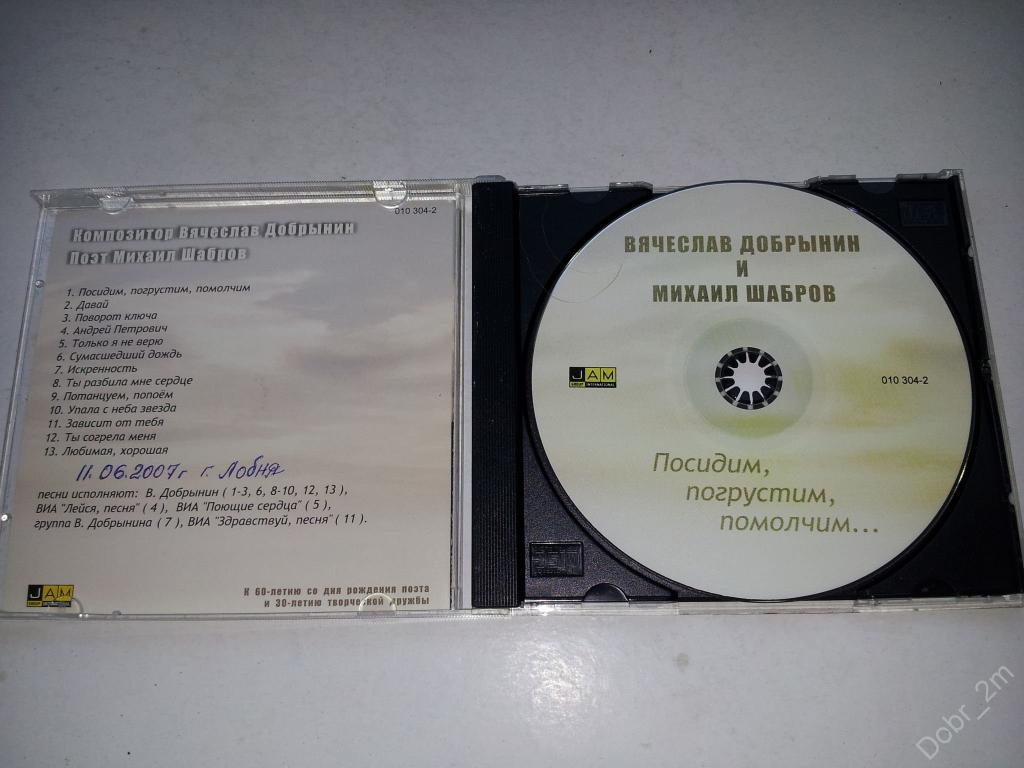 010 304-2
Композитор Вячеслав Добрынин
Поэт Михаил Шабров
1. Посидим, погрустим, помолчим
2. Давай
3. Поворот ключа
4. Андрей Петрович
5. Только я не верю
6. Сумасшедший дождь
7. Искренность
8. Ты разбила мне сердце
9. Потанцуем, попоём
10. Упала с неба звезда
11. Зависит от тебя
12. Ты согрела меня
13. Любимая, хорошая
11.06.2007г г. Лобня
песни исполняют: В. Добрынин ( 1-3, 6, 8-10, 12, 13 ),
ВИА "Лейся, песня" ( 4 ), ВИА "Поющие сердца" ( 5 ),
группа В. Добрынина ( 7 ), ВИА "Здравствуй, песня" ( 11 ).
JAM
К 60-летию со дня рождения поэта
и 30-летию творческой дружбы
ВЯЧЕСЛАВ ДОБРЫНИН
И
МИХАИЛ ШАБРОВ
JAM
GROUP INTERNATIONAL
010 304-2
Посидим,
погрустим,
помолчим...
Dobr_2m